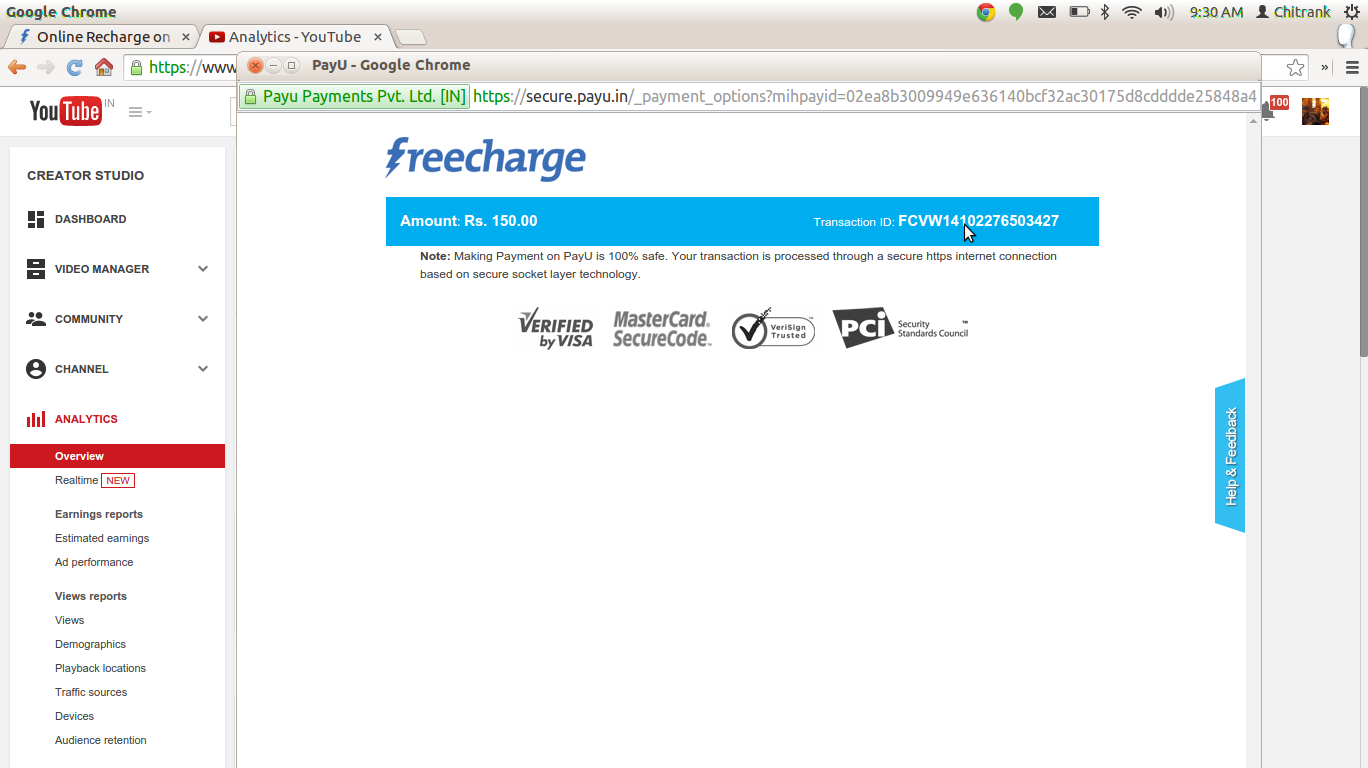 Google Chrome
9:30 AM Chitrank
Online Recharge on
Analytics - YouTube
https://www
PayU - Google Chrome
Payu Payments Pvt. Ltd. [IN] https://secure.payu.in/_payment_options?mihpayid=02ea8b3009949e636140bcf32ac30175d8cdddde25848a4
YouTube IN
100
CREATOR STUDIO
DASHBOARD
VIDEO MANAGER
COMMUNITY
CHANNEL
ANALYTICS
Overview
Realtime NEW
Earnings reports
Estimated earnings
Ad performance
Views reports
Views
Demographics
Playback locations
Traffic sources
Devices
Audience retention
freecharge
Amount: Rs. 150.00
Transaction ID: FCVW14102276503427
Note: Making Payment on PayU is 100% safe. Your transaction is processed through a secure https internet connection
based on secure socket layer technology.
VERIFIED
by VISA
MasterCard.
SecureCode™
VeriSign
Trusted™
PCI Security ™
Standards Council
Help & Feedback